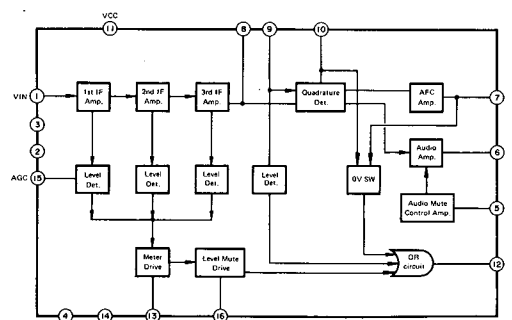 VCC
11 8 9 10
VIN 1
1st IF Amp.
2nd IF Amp.
3rd IF Amp.
Quadrature Det.
AFC Amp.
7
3
2
Audio Amp.
6
AGC 15
Level Det.
Level Det.
Level Det.
Level Det.
0V SW
Audio Mute Control Amp.
5
Meter Drive
Level Mute Drive
OR circuit
12
4 14 13 16